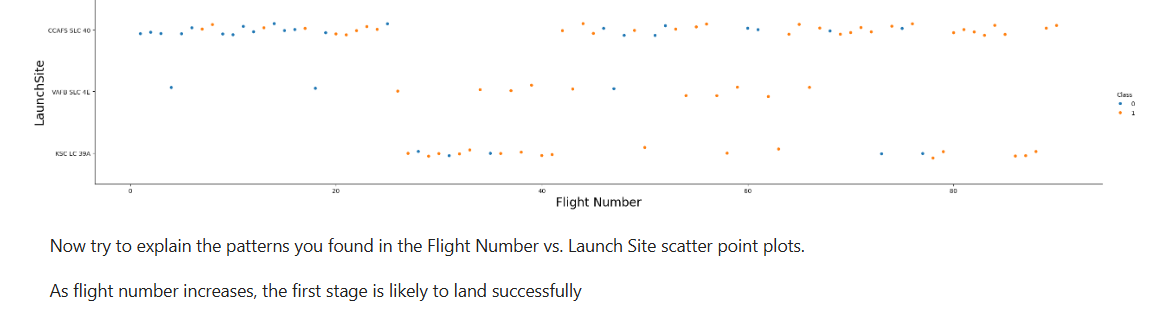 CCAFS SLC 40
VAFB SLC 4E
KSC LC 39A
LaunchSite
0 20 40 60 80
Flight Number
Class
0
1
Now try to explain the patterns you found in the Flight Number vs. Launch Site scatter point plots.
As flight number increases, the first stage is likely to land successfully